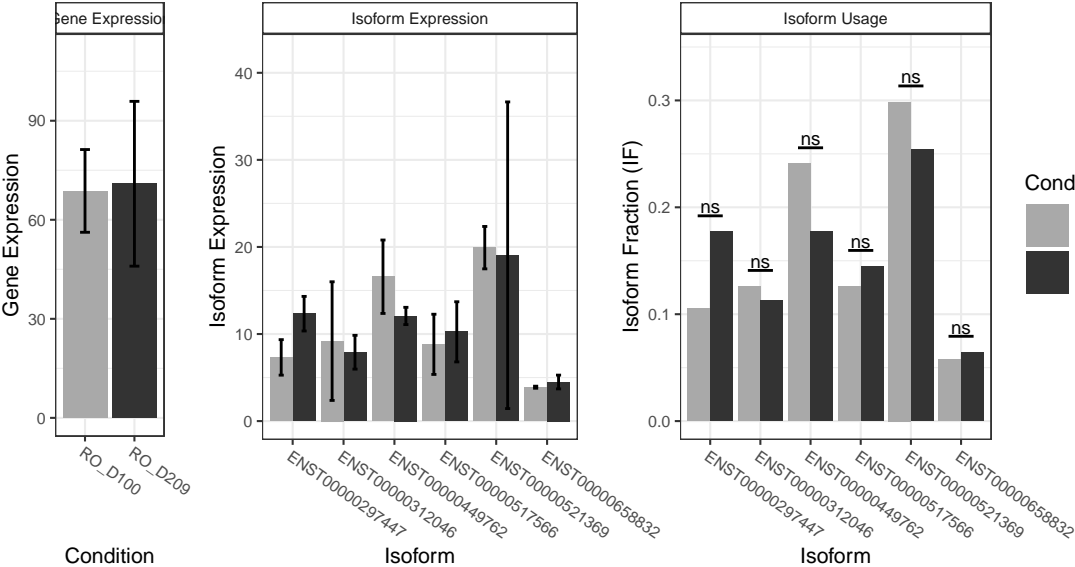 Gene Expression
Isoform Expression
Isoform Usage
Gene Expression
90
60
30
0
RO_D100
RO_D209
Condition
Isoform Expression
40
30
20
10
0
ENST00000297447
ENST00000312046
ENST00000449762
ENST00000517566
ENST00000521369
ENST00000658832
Isoform
Isoform Fraction (IF)
0.3
0.2
0.1
0.0
ns
ns
ns
ns
ns
ns
ENST00000297447
ENST00000312046
ENST00000449762
ENST00000517566
ENST00000521369
ENST00000658832
Isoform
Cond